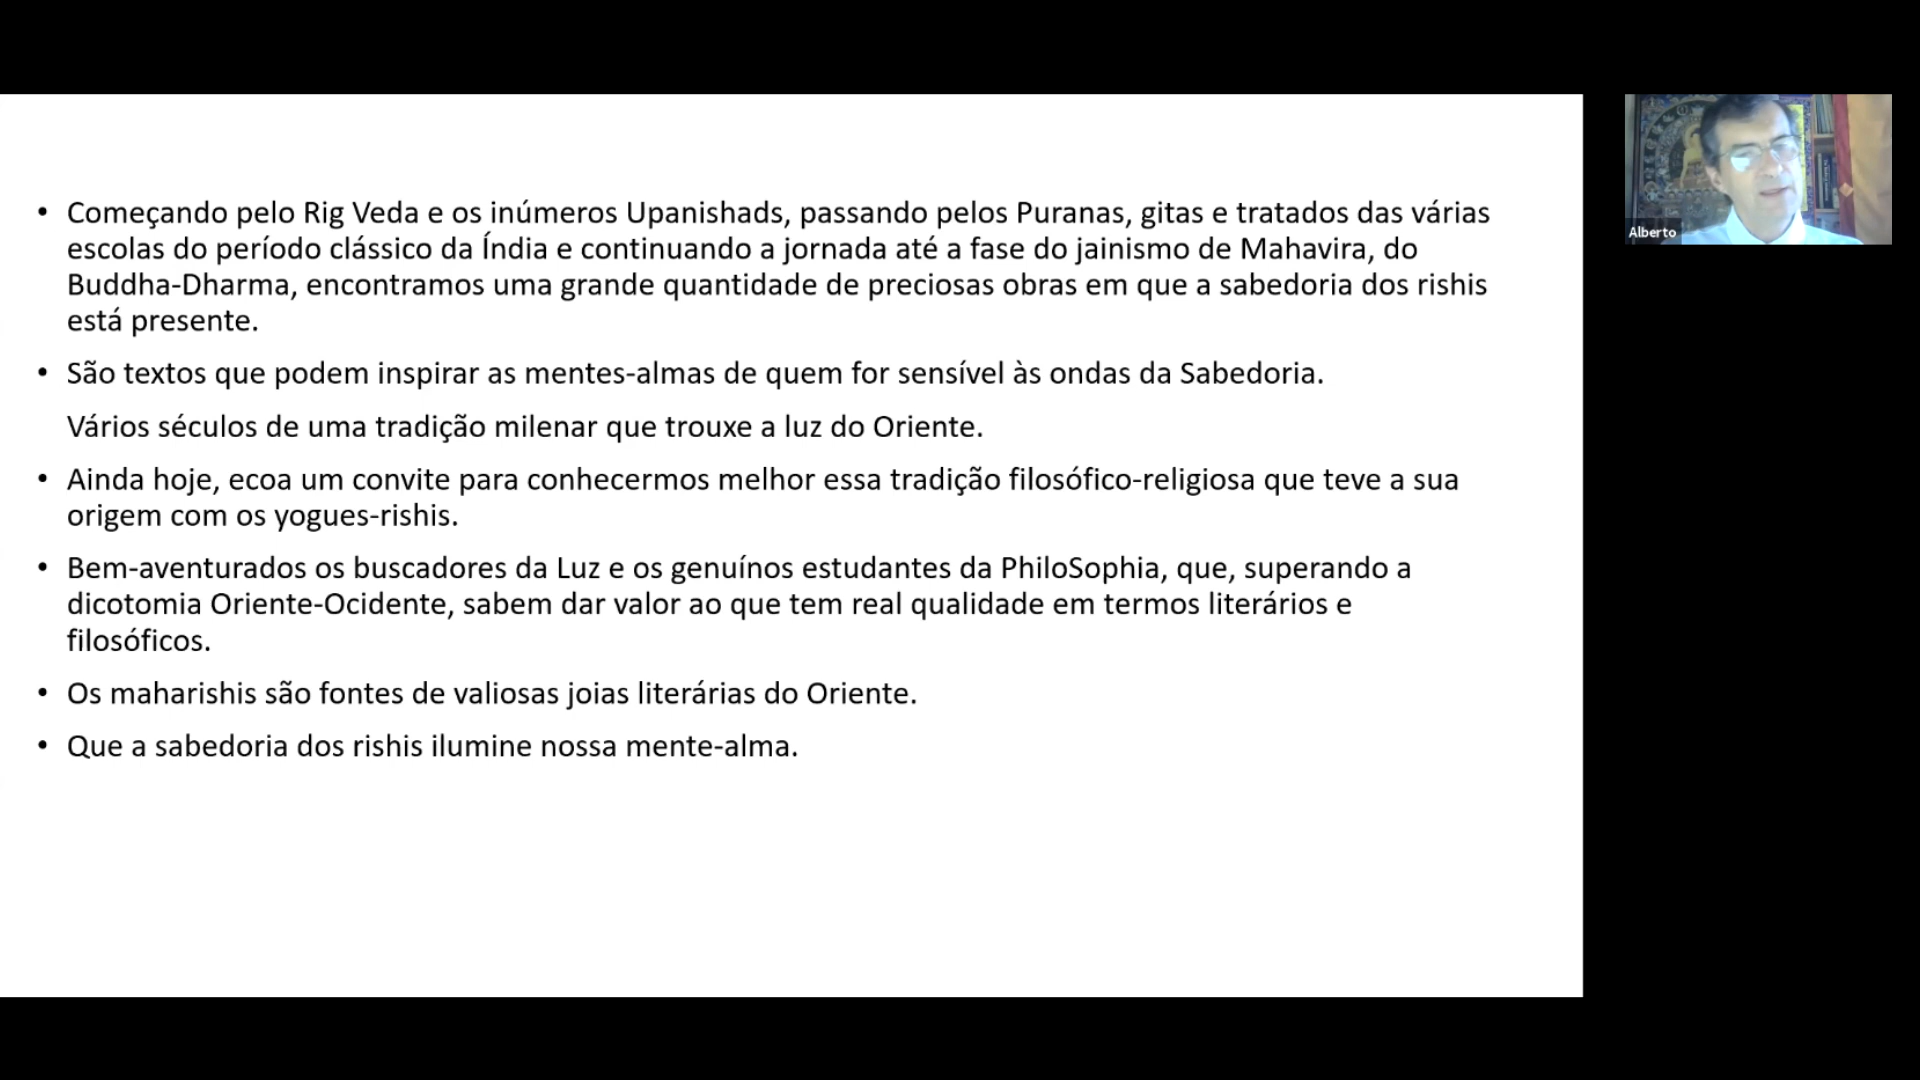 • Começando pelo Rig Veda e os inúmeros Upanishads, passando pelos Puranas, gitas e tratados das várias
escolas do período clássico da Índia e continuando a jornada até a fase do jainismo de Mahavira, do
Buddha-Dharma, encontramos uma grande quantidade de preciosas obras em que a sabedoria dos rishis
está presente.
• São textos que podem inspirar as mentes-almas de quem for sensível às ondas da Sabedoria.
Vários séculos de uma tradição milenar que trouxe a luz do Oriente.
• Ainda hoje, ecoa um convite para conhecermos melhor essa tradição filosófico-religiosa que teve a sua
origem com os yogues-rishis.
• Bem-aventurados os buscadores da Luz e os genuínos estudantes da PhiloSophia, que, superando a
dicotomia Oriente-Ocidente, sabem dar valor ao que tem real qualidade em termos literários e
filosóficos.
• Os maharishis são fontes de valiosas joias literárias do Oriente.
• Que a sabedoria dos rishis ilumine nossa mente-alma.
Alberto